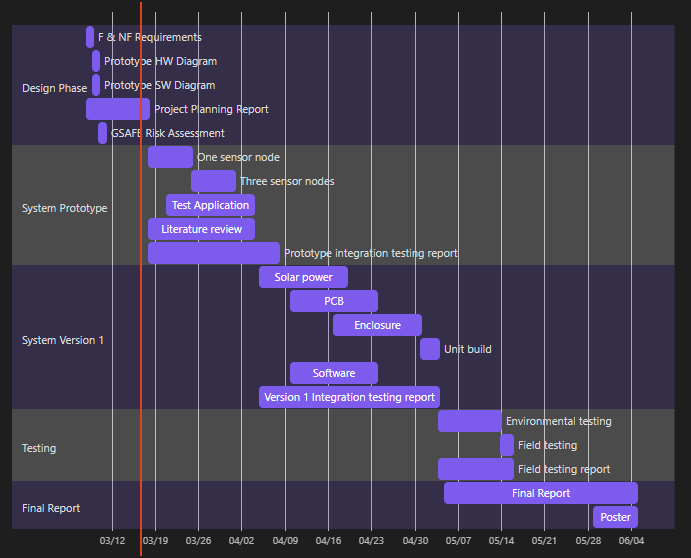 F & NF Requirements
Prototype HW Diagram
Prototype SW Diagram
Design Phase
Project Planning Report
GSAFE Risk Assessment
One sensor node
Three sensor nodes
Test Application
System Prototype
Literature review
Prototype integration testing report
Solar power
PCB
Enclosure
System Version 1
Unit build
Software
Version 1 Integration testing report
Environmental testing
Testing
Field testing
Field testing report
Final Report
Final Report
Poster
03/12 03/19 03/26 04/02 04/09 04/16 04/23 04/30 05/07 05/14 05/21 05/28 06/04